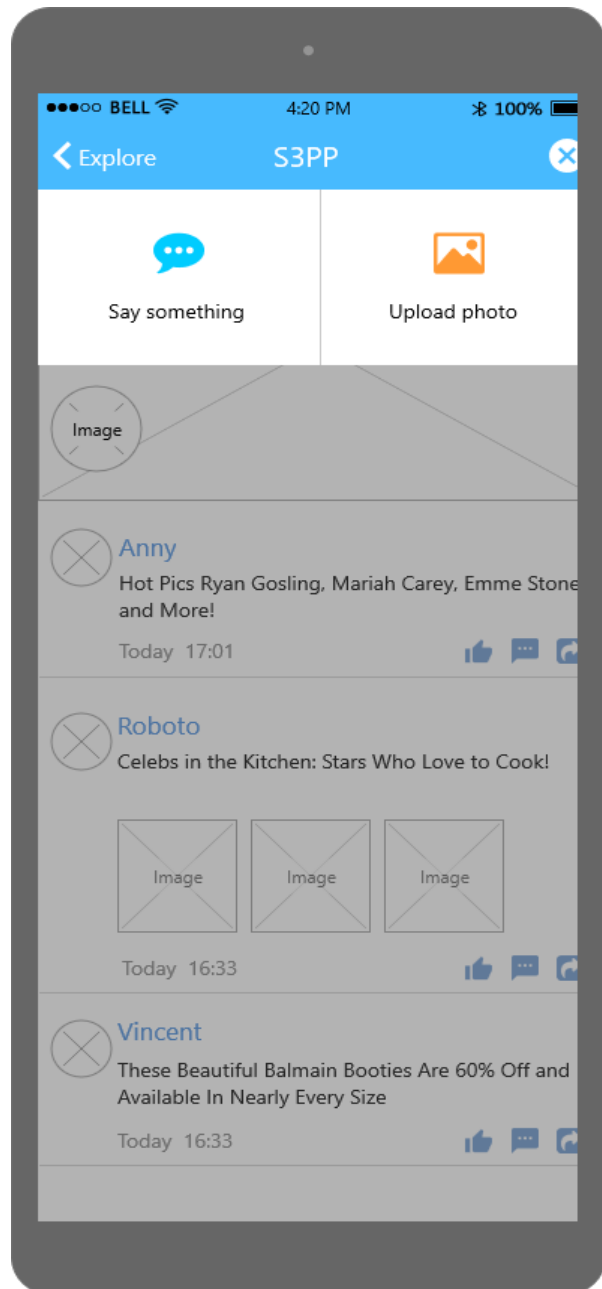 BELL 4:20 PM 100%
Explore S3PP
Say something Upload photo
Image
Anny
Hot Pics Ryan Gosling, Mariah Carey, Emme Stone
and More!
Today 17:01
Roboto
Celebs in the Kitchen: Stars Who Love to Cook!
Image Image Image
Today 16:33
Vincent
These Beautiful Balmain Booties Are 60% Off and
Available In Nearly Every Size
Today 16:33